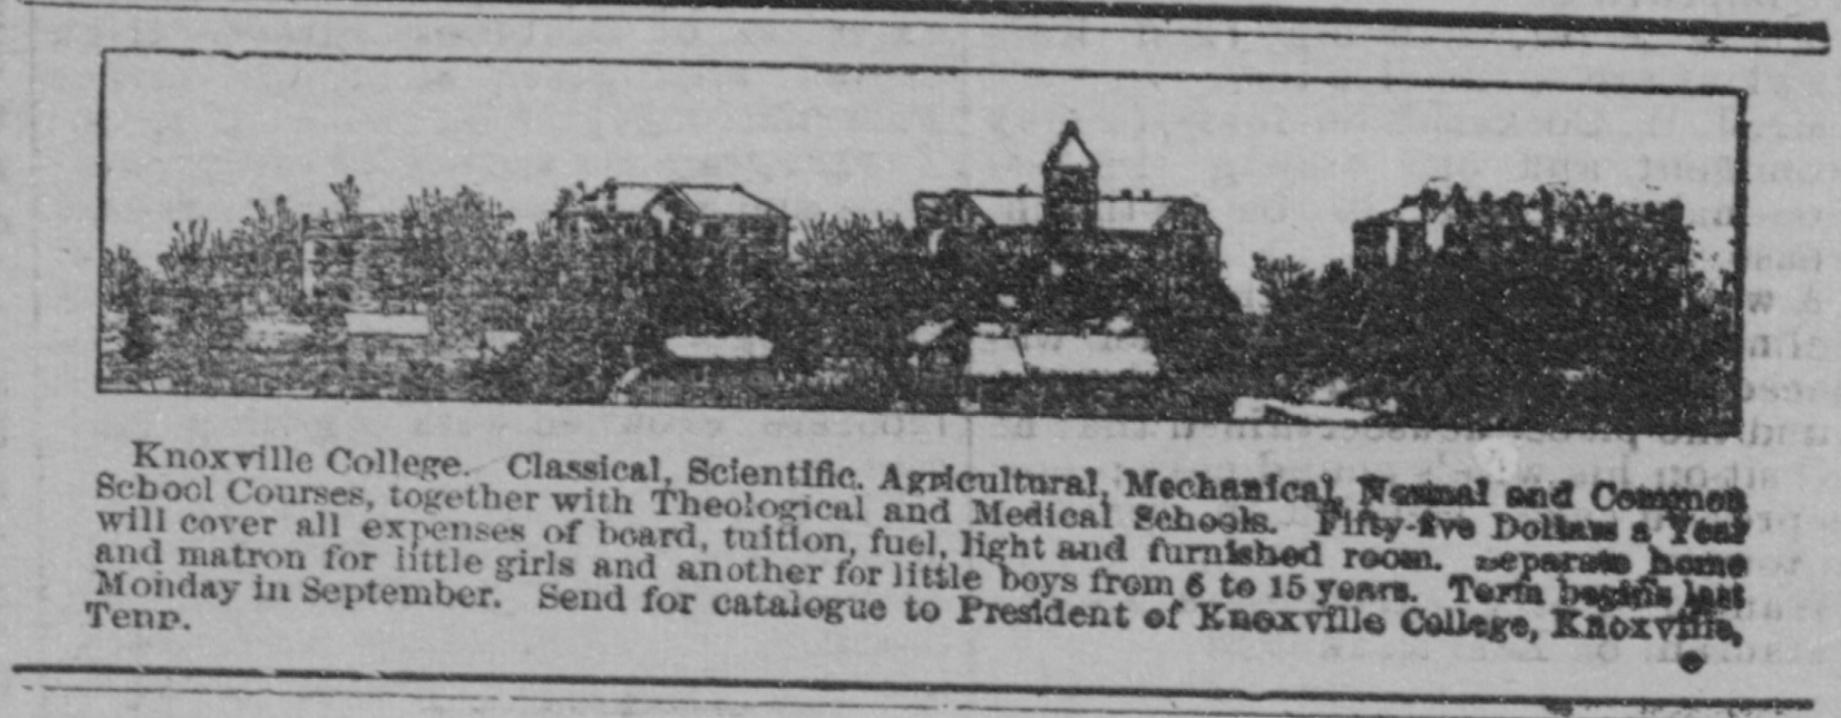 Knoxville College. Classical, Scientific. Agricultural, Mechanical, Normal and Common
School Courses, together with Theological and Medical Schools. Fifty-five Dollars a Year
will cover all expenses of board, tuition, fuel, light and furnished room. Separate home
and matron for little girls and another for little boys from 6 to 15 years. Term begins last
Monday in September. Send for catalogue to President of Knoxville College, Knoxville,
Tenn.